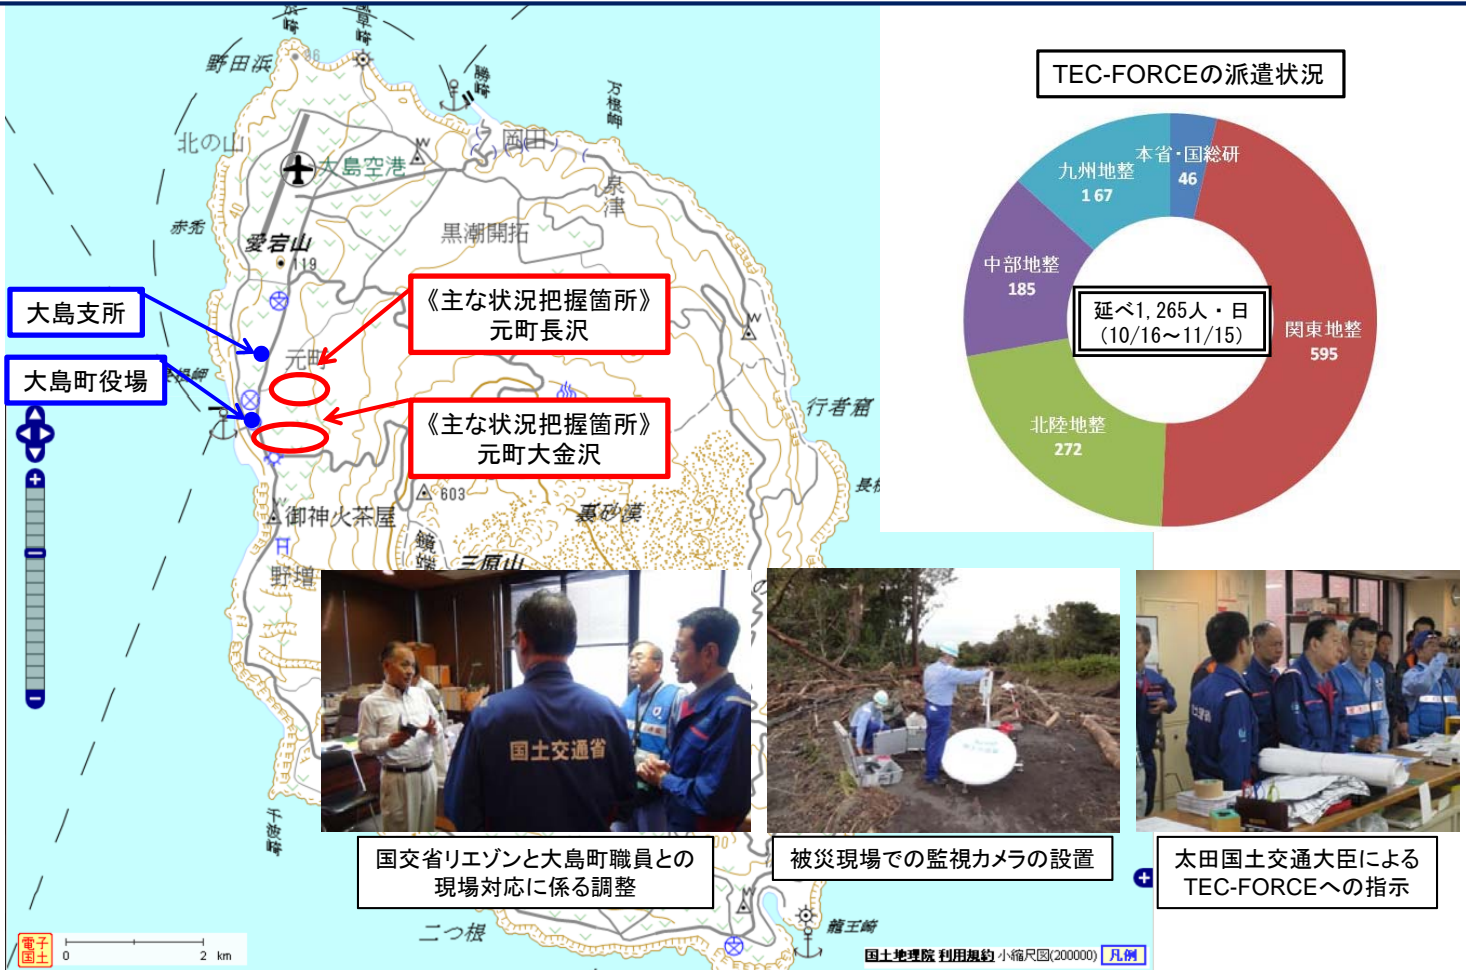 TEC-FORCEの派遣状況
本省・国総研
46
関東地整
595
北陸地整
272
中部地整
185
九州地整
167
延べ1,265人・日
(10/16～11/15)
野田浜
96
北の山
大島空港
岡田
万根岬
泉津
赤禿
40
愛宕山
119
黒潮開拓
大島支所
《主な状況把握箇所》
元町長沢
元町
大島町役場
《主な状況把握箇所》
元町大金沢
行者窟
603
裏砂漠
御神火茶屋
三原山
野増
国土交通省
千波崎
国交省リエゾンと大島町職員との
現場対応に係る調整
被災現場での監視カメラの設置
太田国土交通大臣による
TEC-FORCEへの指示
二つ根
龍王崎
電子
国土
0 2 km
国土地理院 利用規約 小縮尺図(200000) 凡例